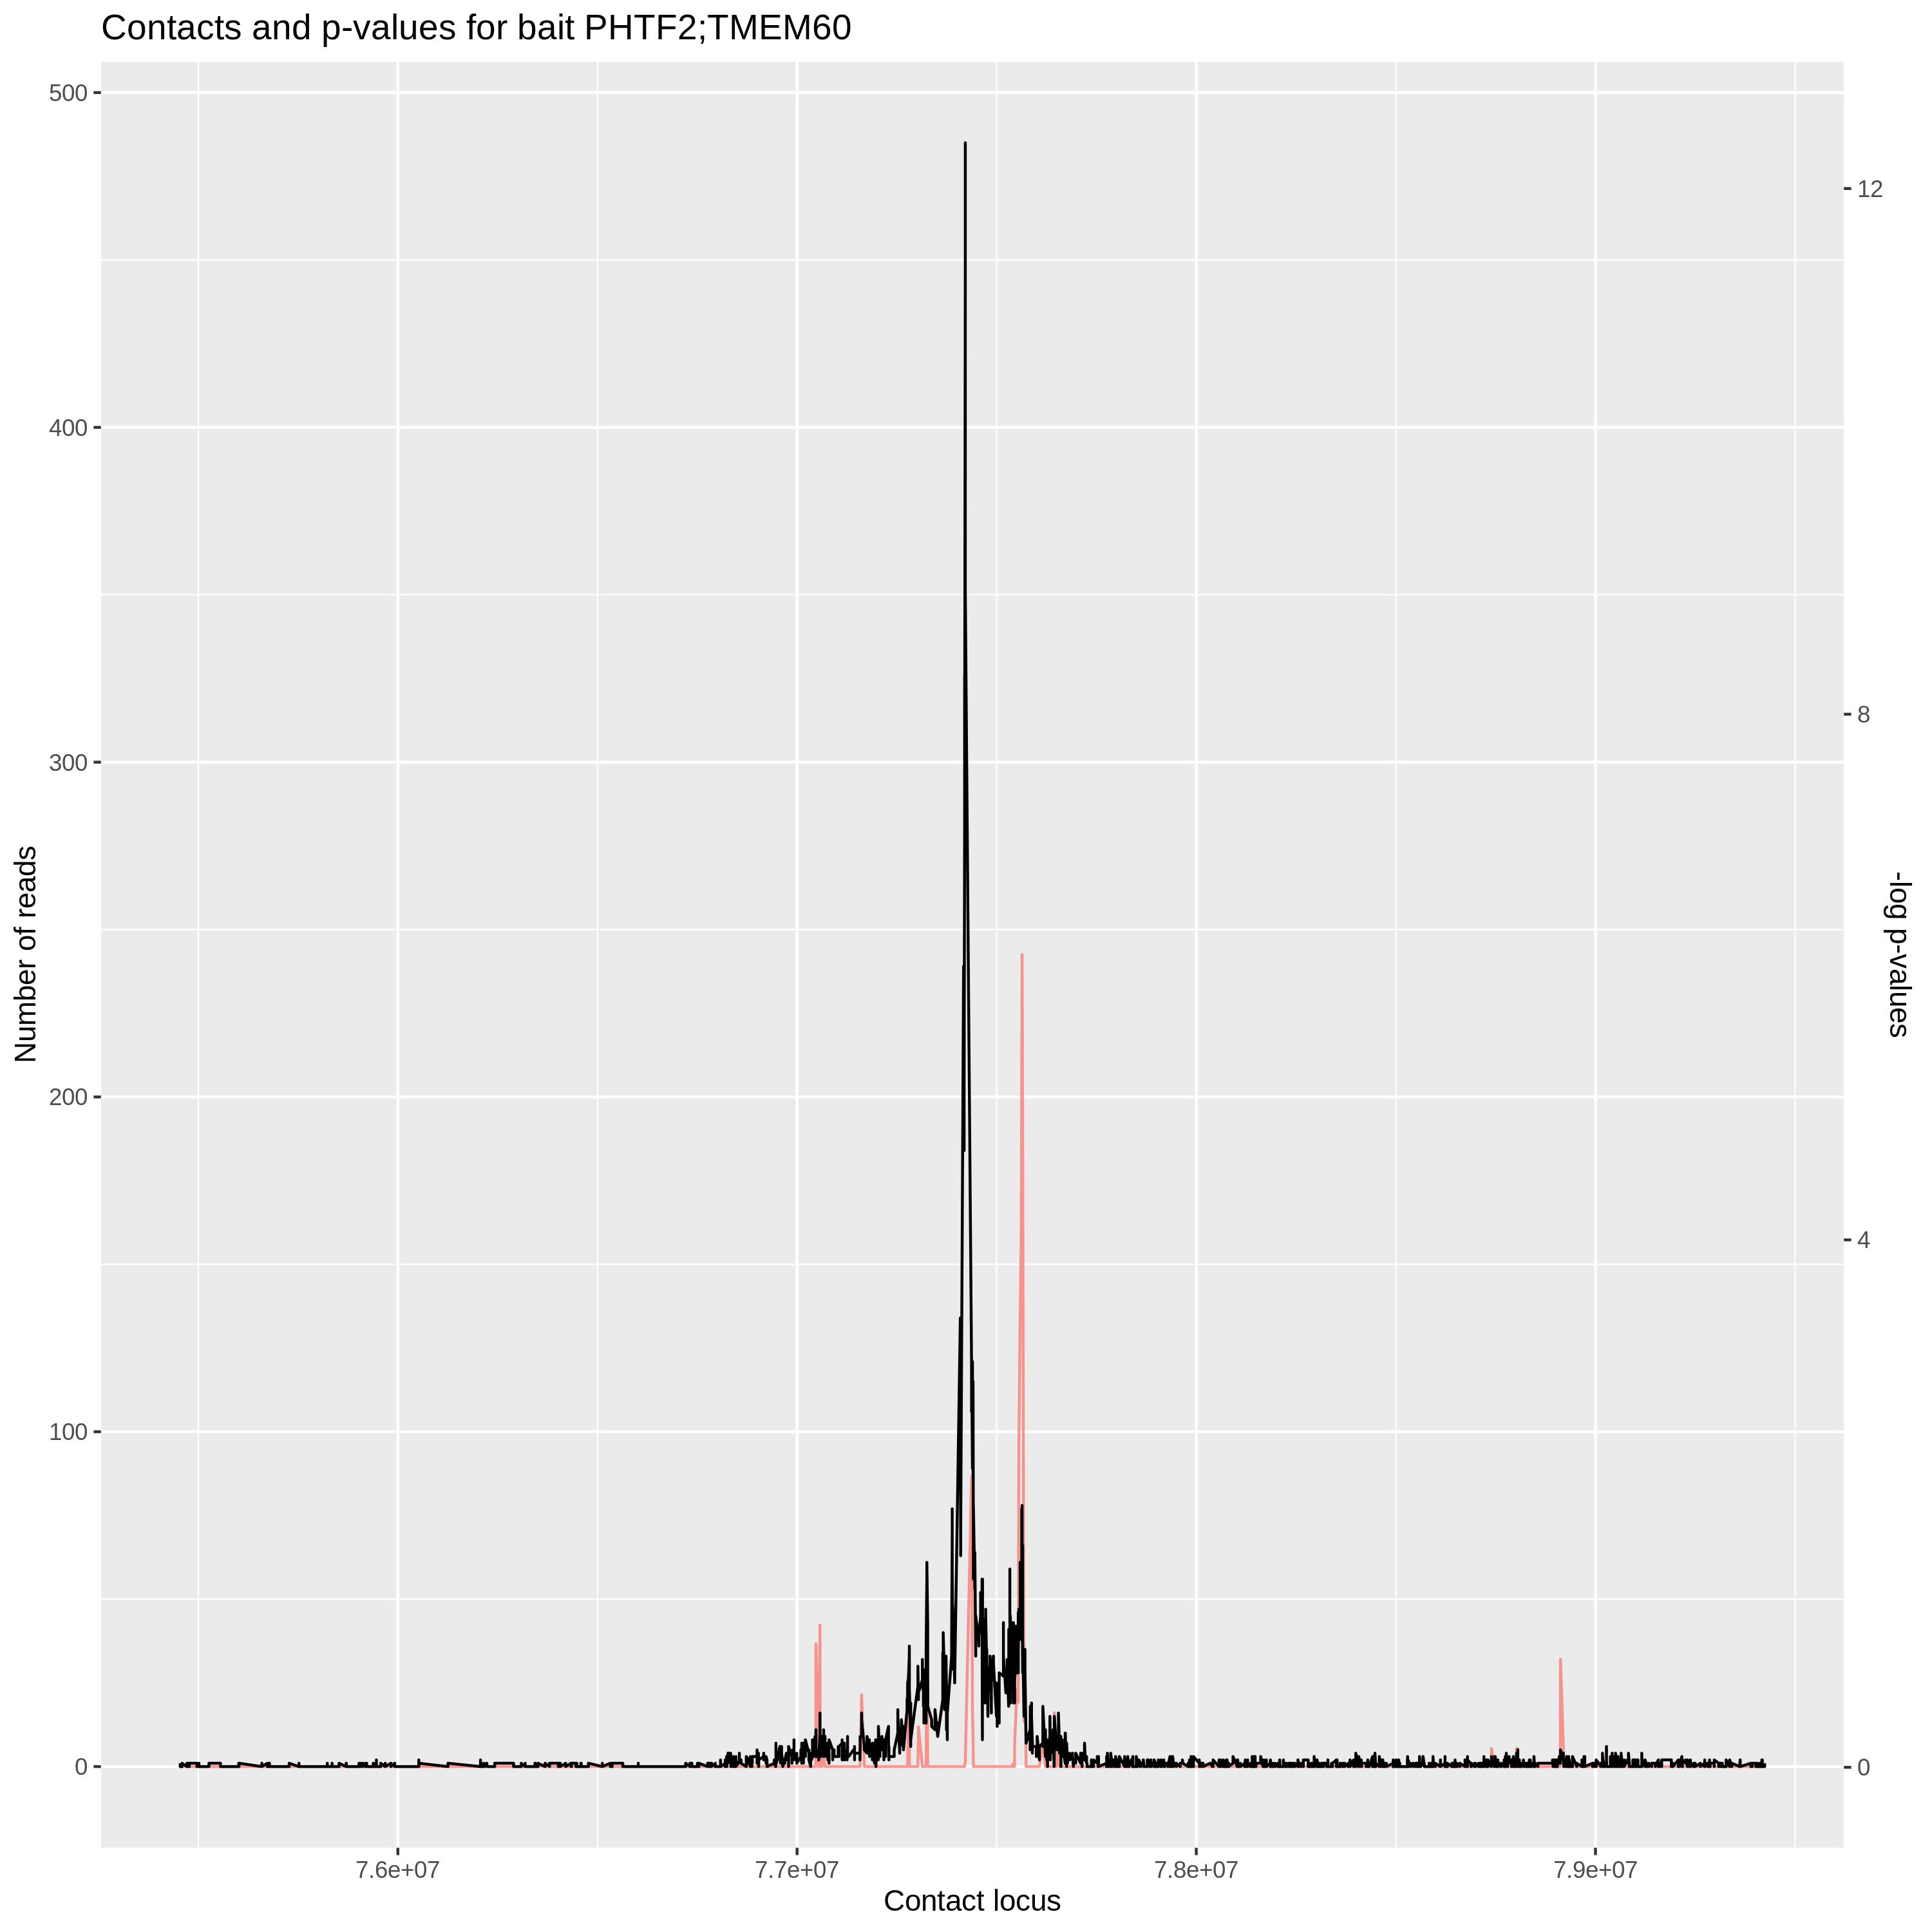 Contacts and p-values for bait PHTF2;TMEM60
500
400
300
200
100
0
Number of reads
12
8
4
0
-log p-values
7.6e+07 7.7e+07 7.8e+07 7.9e+07
Contact locus